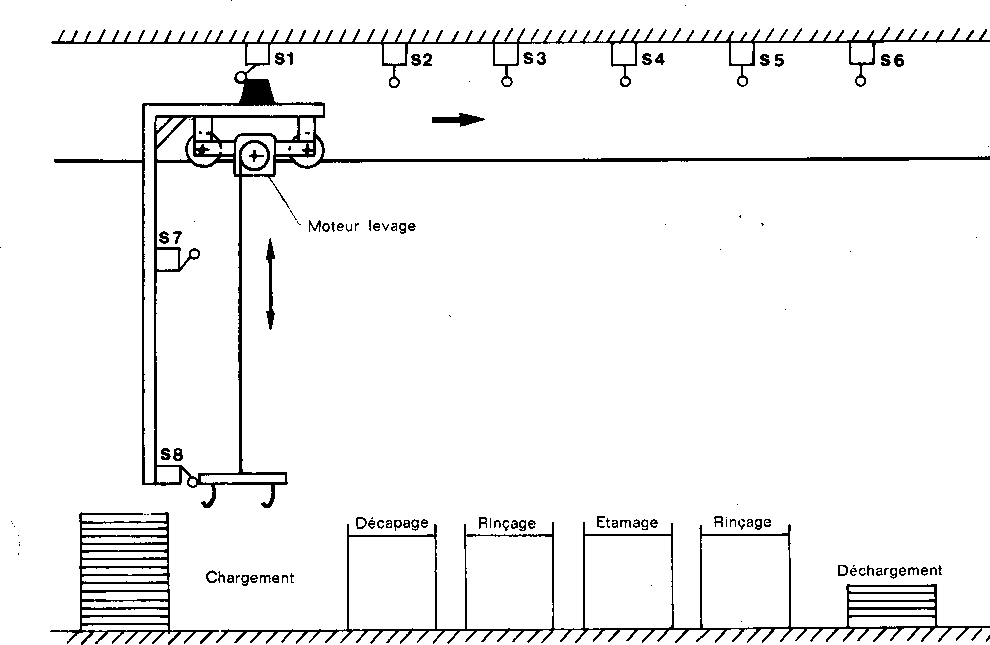 S1 S2 S3 S4 S5 S6
Moteur levage
S7
S8
Décapage Rinçage Etamage Rinçage
Chargement
Déchargement